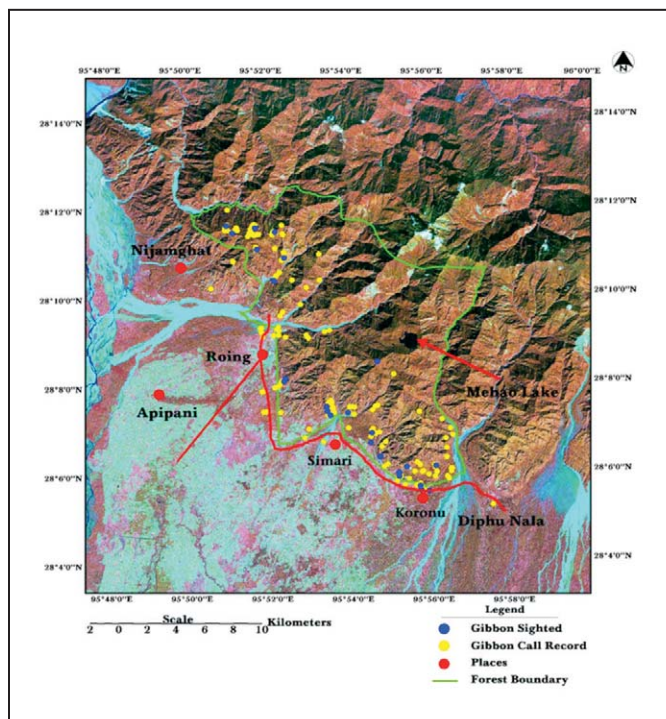 95°48'0"E 95°50'0"E 95°52'0"E 95°54'0"E 95°56'0"E 95°58'0"E 96°0'0"E
N
28°14'0"N 28°14'0"N
28°12'0"N 28°12'0"N
Nijamghat
28°10'0"N 28°10'0"N
Roing
28°8'0"N 28°8'0"N
Mehao Lake
Apipani
Simari
28°6'0"N 28°6'0"N
Koronu
Diphu Nala
28°4'0"N 28°4'0"N
95°48'0"E 95°50'0"E 95°52'0"E 95°54'0"E 95°56'0"E 95°58'0"E
Scale
2 0 2 4 6 8 10 Kilometers
Legend
Gibbon Sighted
Gibbon Call Record
Places
Forest Boundary